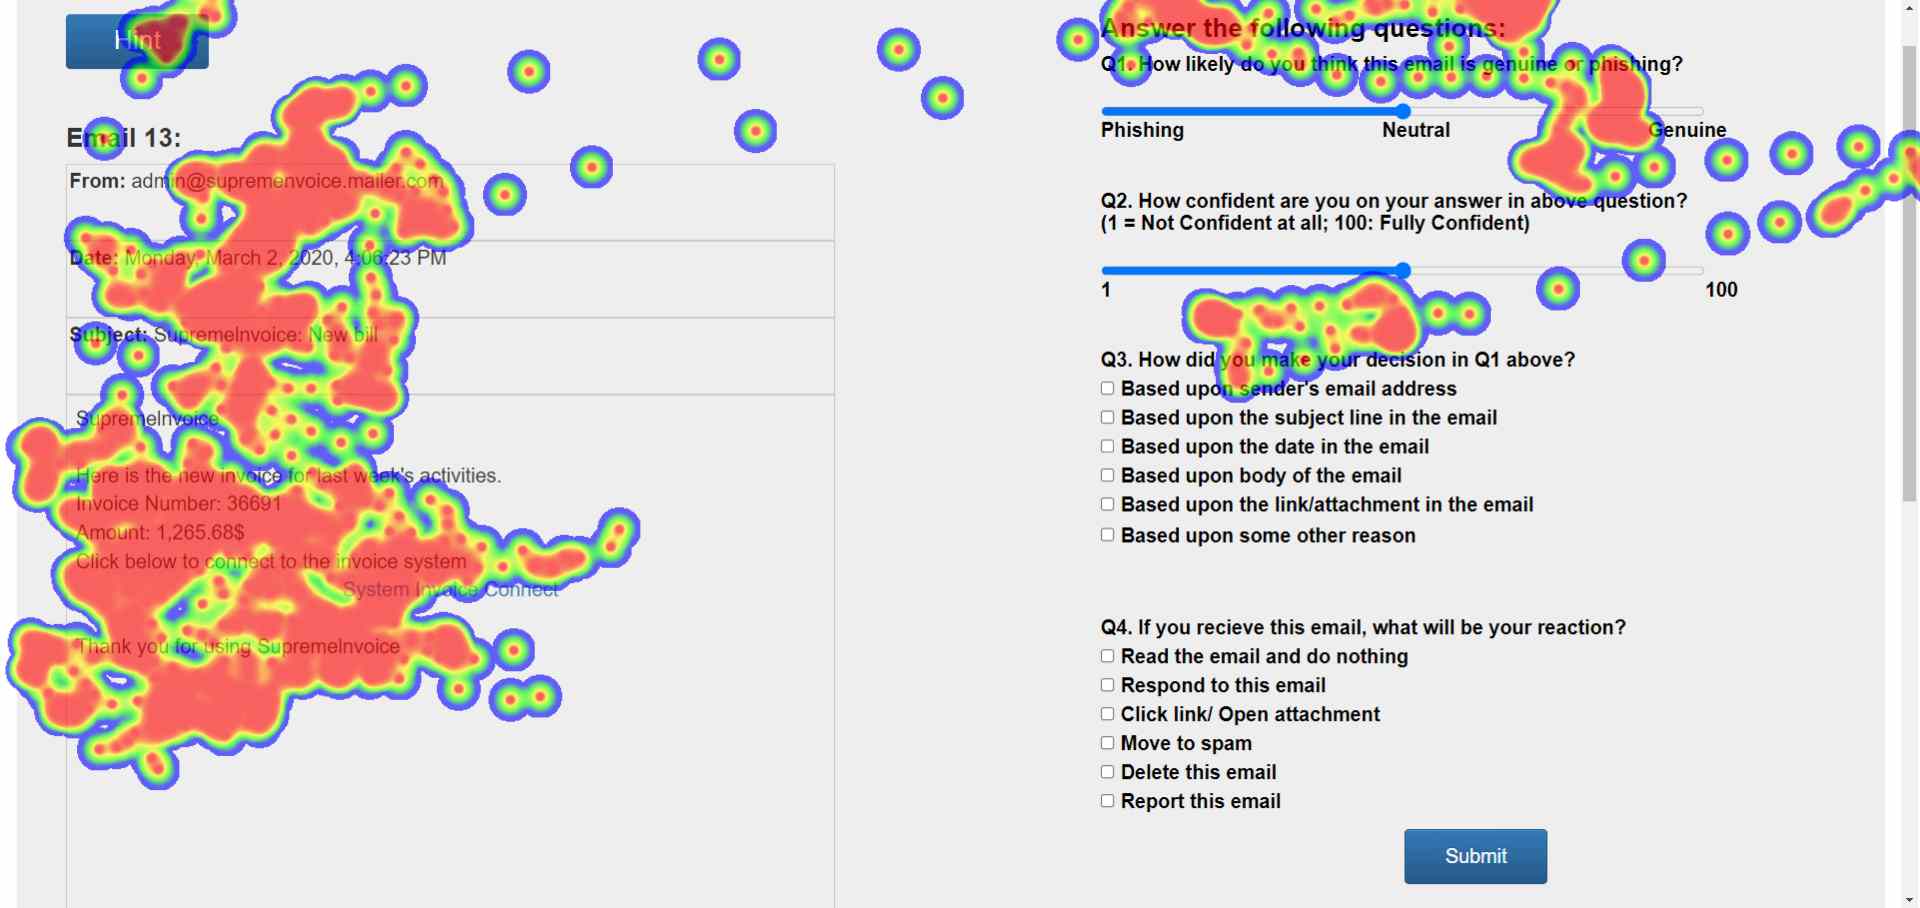 Hint
Email 13:
From: admin@supremenvoice.mailer.com
Date: Monday, March 2, 2020, 4:06:23 PM
Subject: SupremeInvoice: New bill
SupremeInvoice
Here is the new invoice for last week's activities.
Invoice Number: 36691
Amount: 1,265.68$
Click below to connect to the invoice system
System Invoice Connect
Thank you for using SupremeInvoice
Answer the following questions:
Q1. How likely do you think this email is genuine or phishing?
Phishing Neutral Genuine
Q2. How confident are you on your answer in above question?
(1 = Not Confident at all; 100: Fully Confident)
1 100
Q3. How did you make your decision in Q1 above?
Based upon sender's email address
Based upon the subject line in the email
Based upon the date in the email
Based upon body of the email
Based upon the link/attachment in the email
Based upon some other reason
Q4. If you recieve this email, what will be your reaction?
Read the email and do nothing
Respond to this email
Click link/ Open attachment
Move to spam
Delete this email
Report this email
Submit